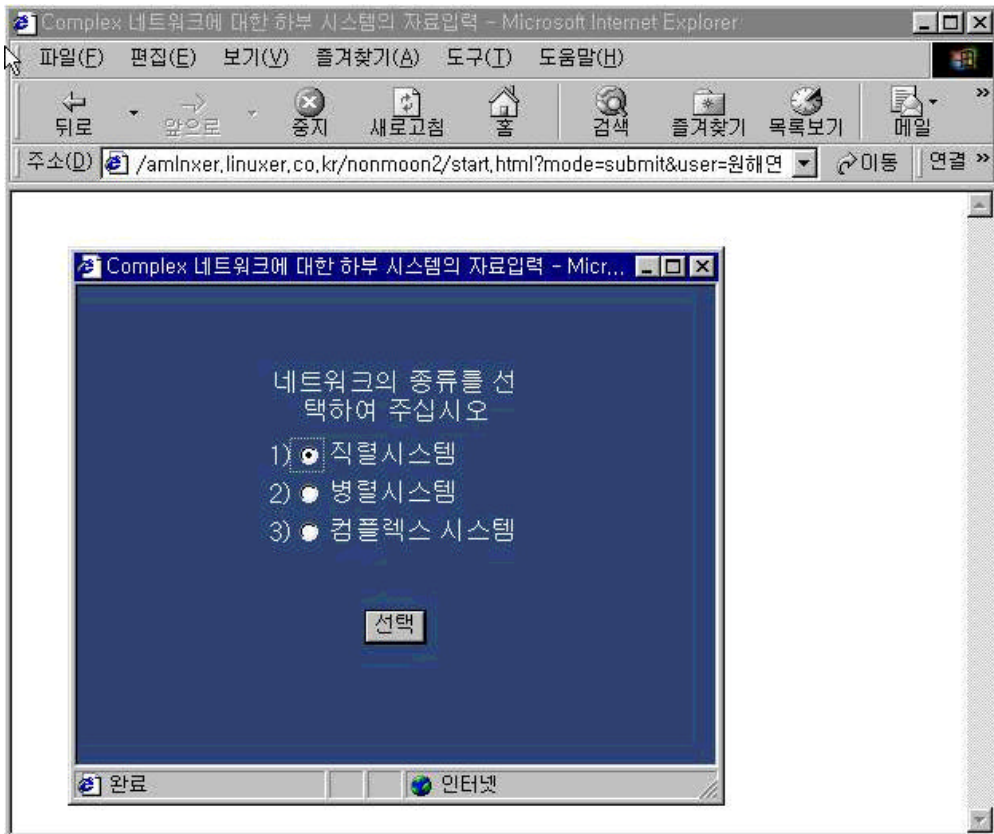 Complex 네트워크에 대한 하부 시스템의 자료입력 - Microsoft Internet Explorer
파일(F) 편집(E) 보기(V) 즐겨찾기(A) 도구(T) 도움말(H)
뒤로 앞으로 중지 새로고침 홈 검색 즐겨찾기 목록보기 메일 »
주소(D) /amlnxer.linuxer.co.kr/nonmoon2/start.html?mode=submit&user=원해연 이동 연결 »
Complex 네트워크에 대한 하부 시스템의 자료입력 - Micr...
네트워크의 종류를 선
택하여 주십시오
1) 직렬시스템
2) 병렬시스템
3) 컴플렉스 시스템
선택
완료 인터넷